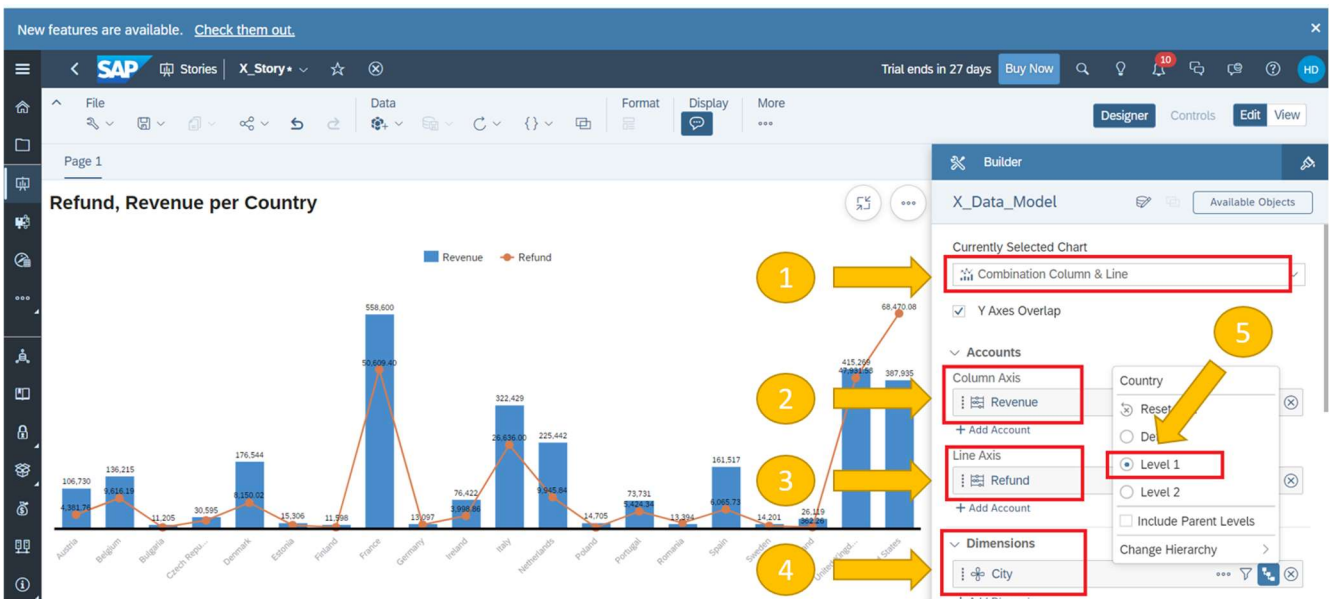 New features are available. Check them out.
SAP Stories X_Story*
Trial ends in 27 days Buy Now 10 HD
File Data Format Display More
Designer Controls Edit View
Page 1
Builder
Refund, Revenue per Country
X_Data_Model Available Objects
Currently Selected Chart
1 Combination Column & Line
Revenue Refund
Y Axes Overlap
5
Accounts
Column Axis
2 Revenue
+ Add Account
Line Axis
3 Refund
+ Add Account
Dimensions
4 City
Country
Level 1
Level 2
Include Parent Levels
Change Hierarchy
558,600
68,470.08
50,609.40
415,269
387,935
322,429
26,636.00
225,442
176,544
161,517
136,215
106,730
9,616.19
8,150.02
76,422
73,731
4,381.76
11,205
30,595
15,306
11,598
13,097
3,998.86
9,945.84
14,705
5,424.34
13,394
6,065.73
14,201
26,119
362.26
Austria
Belgium
Bulgaria
Czech Repu...
Denmark
Estonia
Finland
France
Germany
Ireland
Italy
Netherlands
Poland
Portugal
Romania
Spain
Sweden
United Kingd...
States